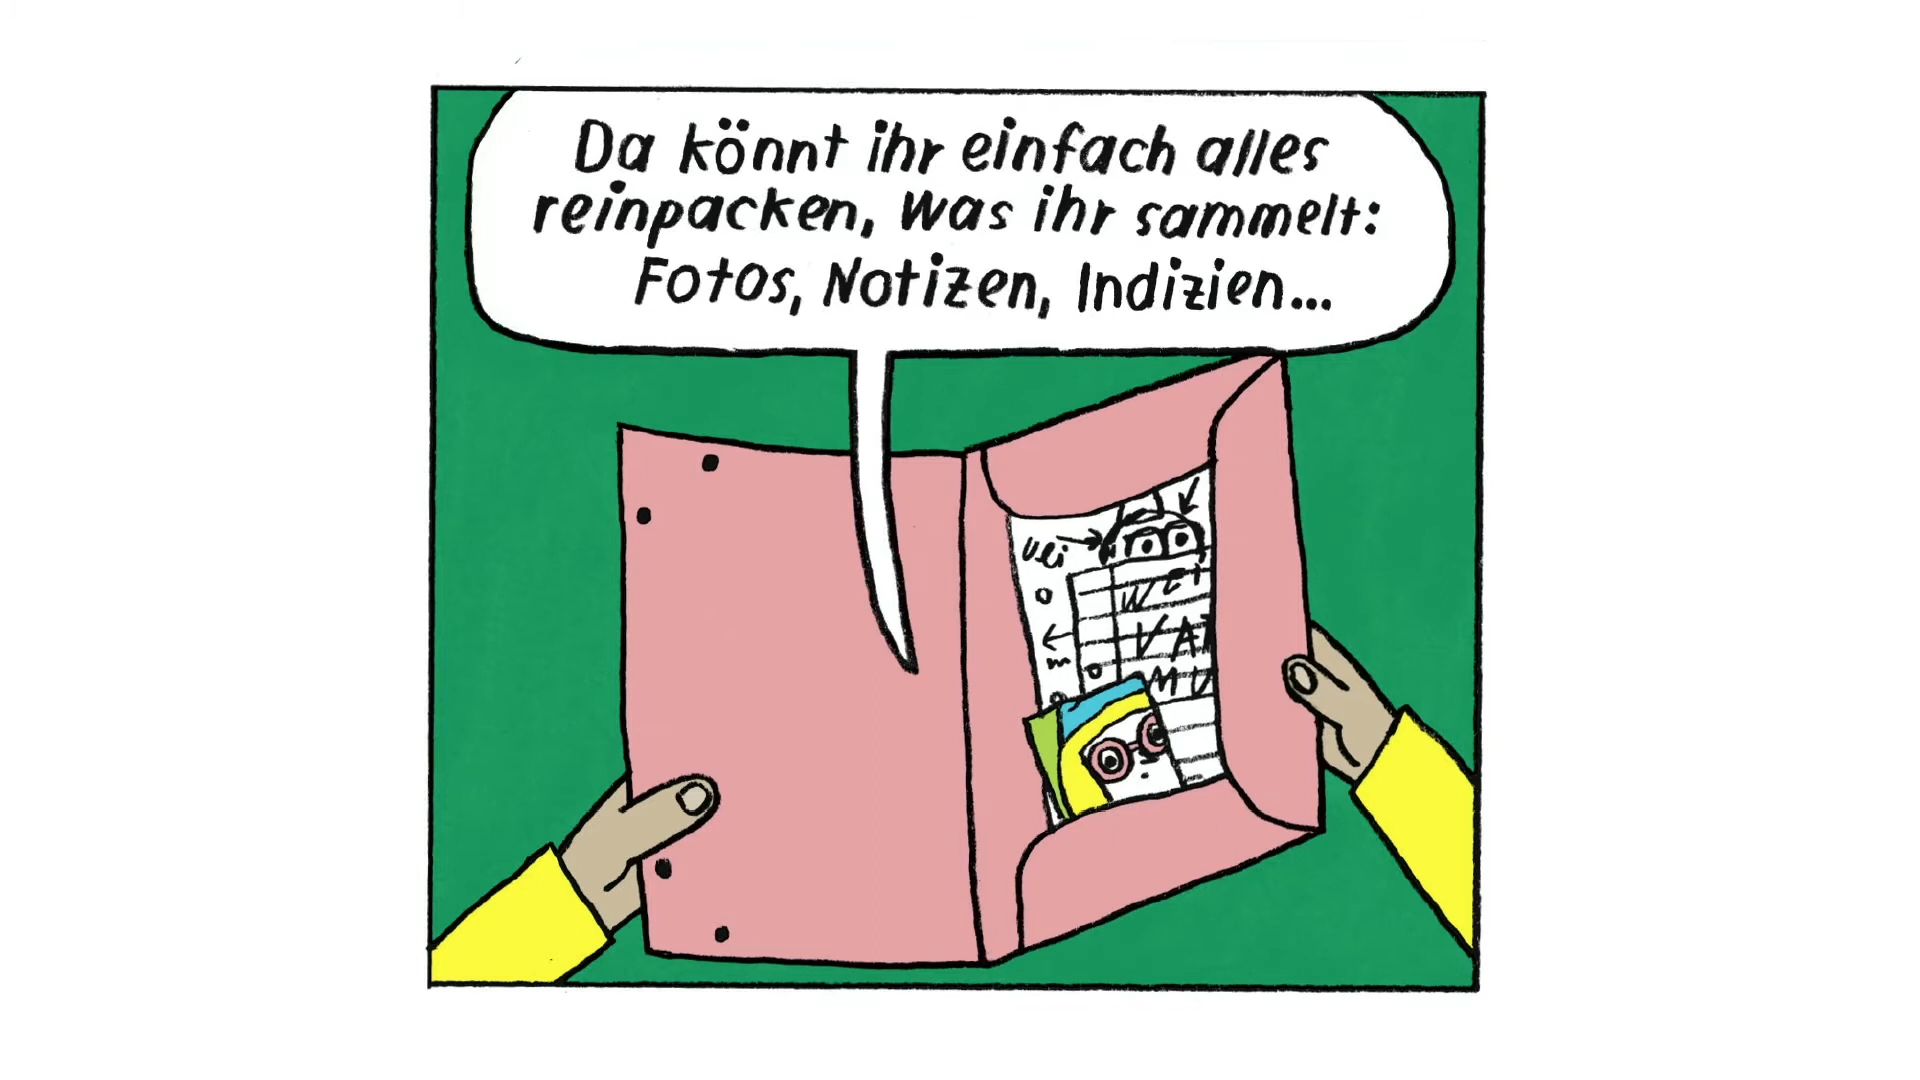 Da könnt ihr einfach alles
reinpacken, was ihr sammelt:
Fotos, Notizen, Indizien...